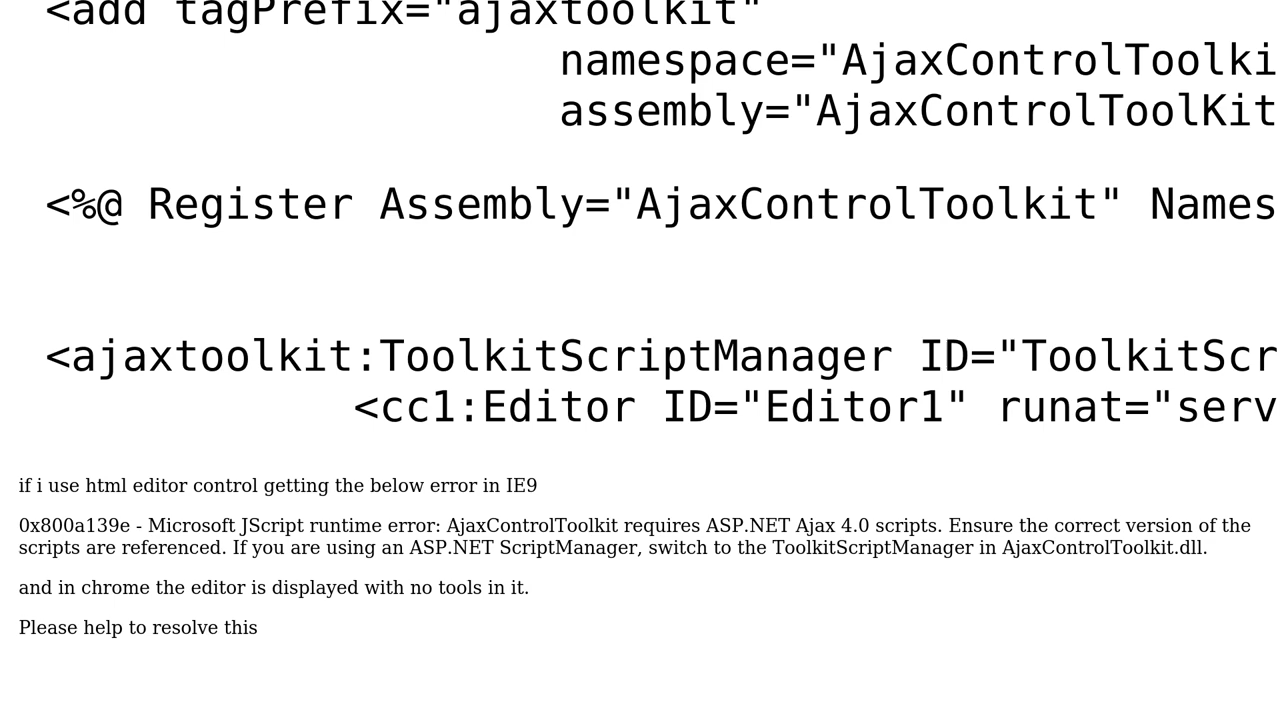 <add tagPrefix="ajaxtoolkit"
namespace="AjaxControlToolki
assembly="AjaxControlToolKit
<%@ Register Assembly="AjaxControlToolkit" Names
<ajaxtoolkit:ToolkitScriptManager ID="ToolkitScr
<cc1:Editor ID="Editor1" runat="serv
if i use html editor control getting the below error in IE9
0x800a139e - Microsoft JScript runtime error: AjaxControlToolkit requires ASP.NET Ajax 4.0 scripts. Ensure the correct version of the
scripts are referenced. If you are using an ASP.NET ScriptManager, switch to the ToolkitScriptManager in AjaxControlToolkit.dll.
and in chrome the editor is displayed with no tools in it.
Please help to resolve this